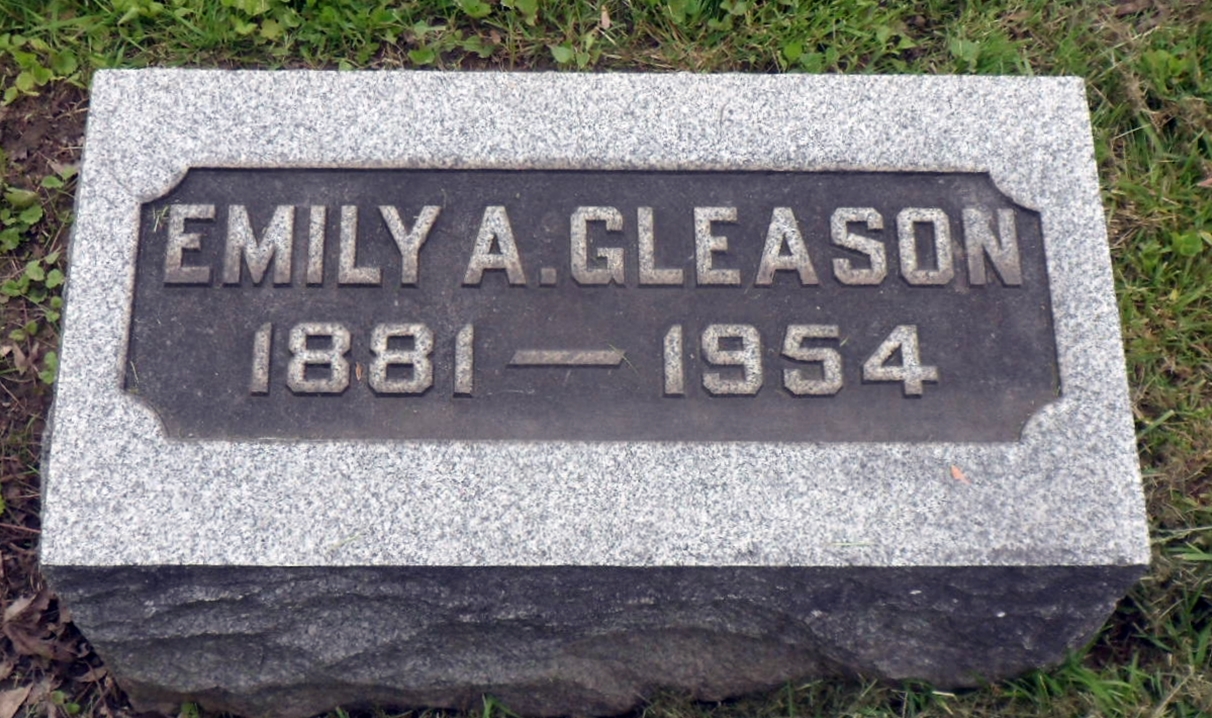 EMILY A. GLEASON
1881 — 1954